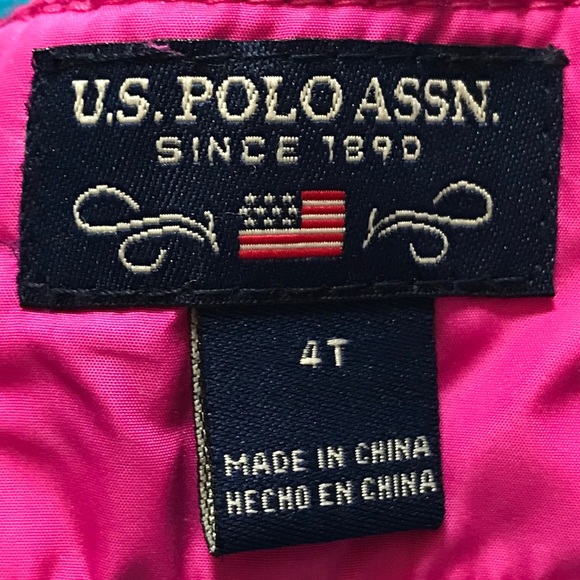 U.S. POLO ASSN.
SINCE 1890
4T
MADE IN CHINA
HECHO EN CHINA